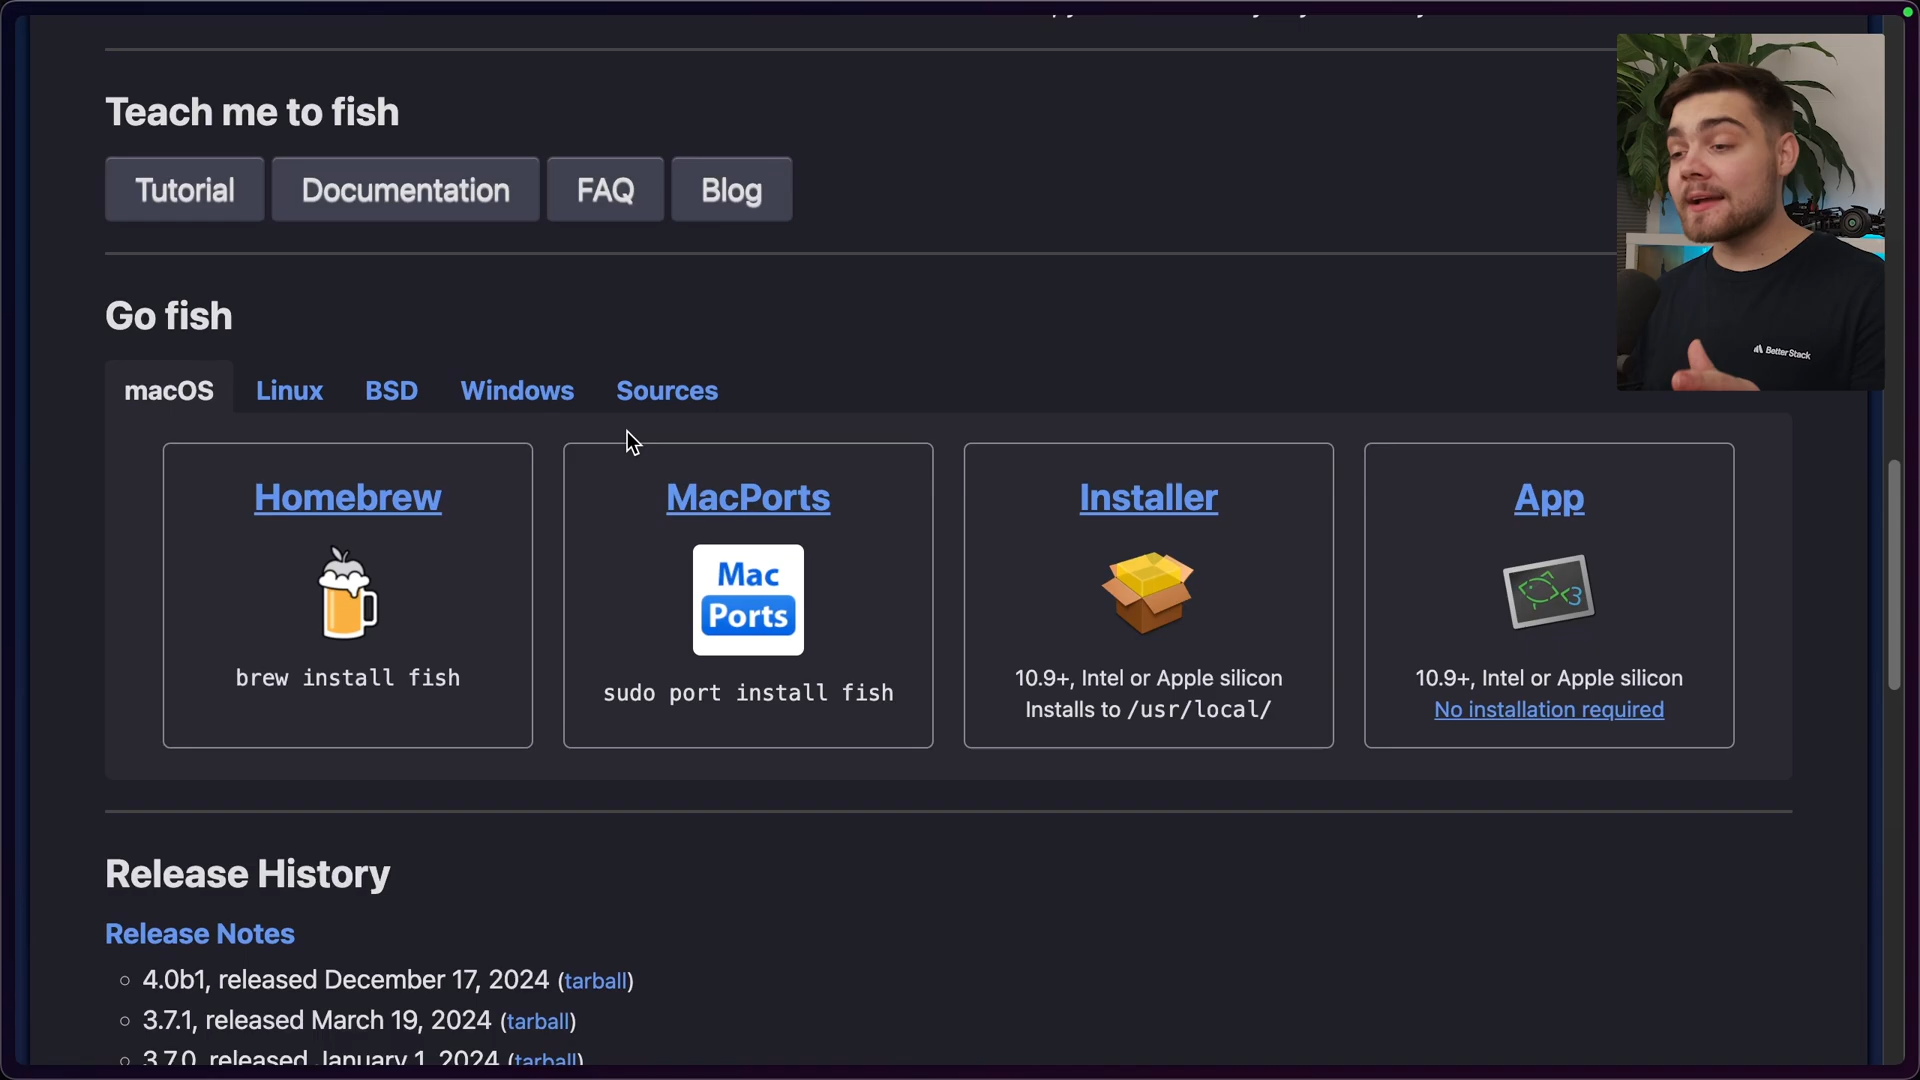 Teach me to fish
Tutorial
Documentation
FAQ
Blog
Go fish
macOS
Linux
BSD
Windows
Sources
Homebrew
brew install fish
MacPorts
Mac
Ports
sudo port install fish
Installer
10.9+, Intel or Apple silicon
Installs to /usr/local/
App
10.9+, Intel or Apple silicon
No installation required
Better Stack
Release History
Release Notes
4.0b1, released December 17, 2024 (tarball)
3.7.1, released March 19, 2024 (tarball)
3.7.0, released January 1, 2024 (tarball)